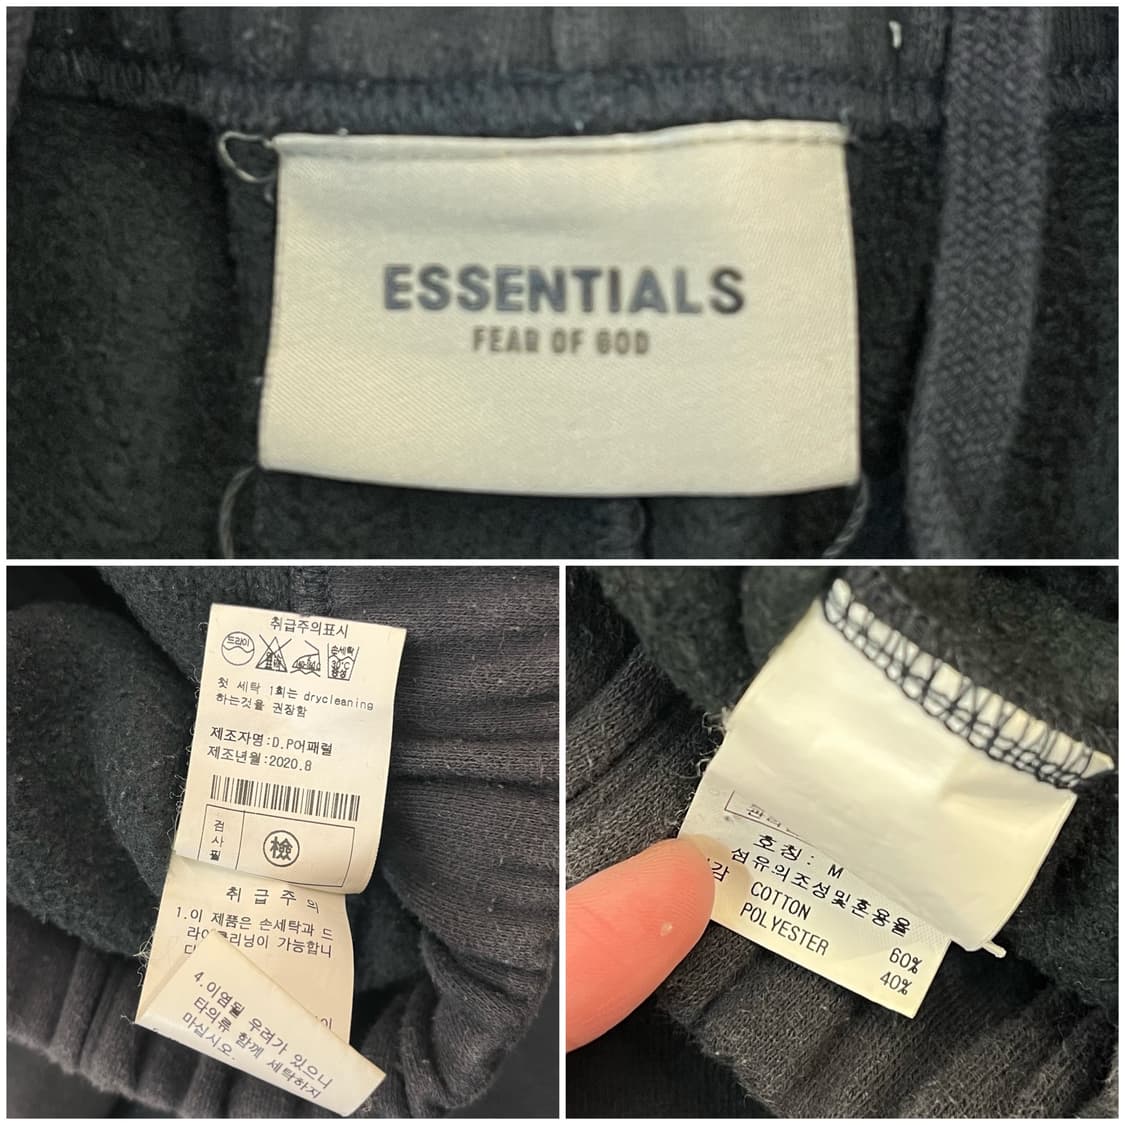 ESSENTIALS
FEAR OF GOD
취급주의표시
드라이
손세탁
30℃
중성
첫 세탁 1회는 drycleaning
하는것을 권장함
제조자명:D.P어패럴
제조년월:2020.8
검
사
필
檢
취 급 주 의
1.이 제품은 손세탁과 드
라이크리닝이 가능합니
4.이염될 우려가 있으니
타의류 함께 세탁하지
마십시오.
호칭: M
섬유의조성및혼용율
감
COTTON 60%
POLYESTER 40%